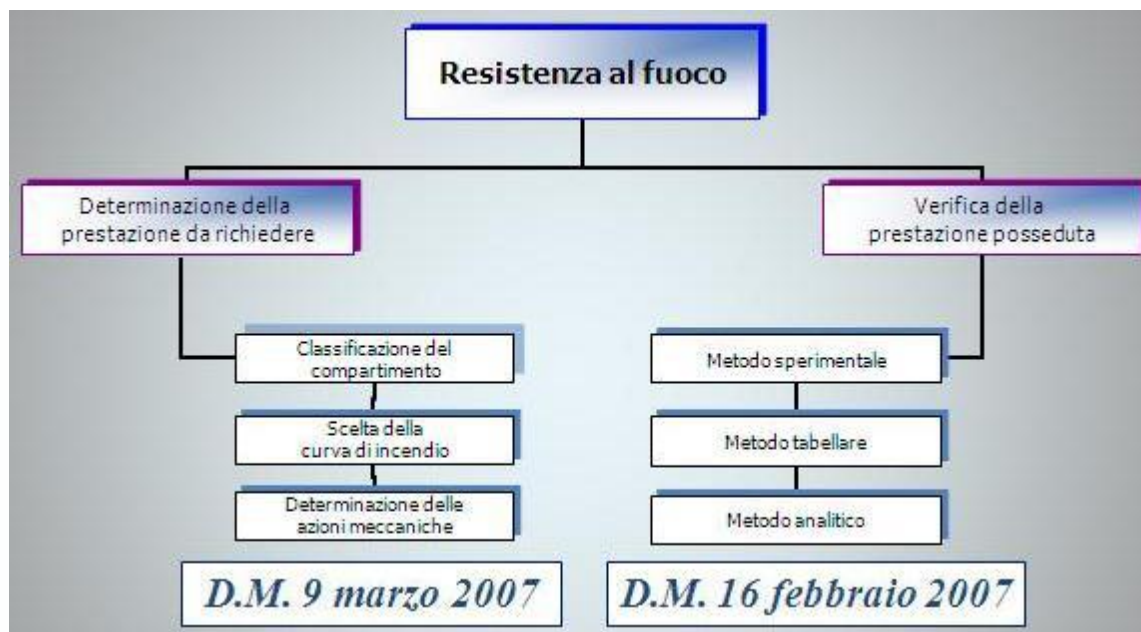 Resistenza al fuoco
Determinazione della
prestazione da richiedere
Verifica della
prestazione posseduta
Classificazione del
compartimento
Metodo sperimentale
Scelta della
curva di incendio
Metodo tabellare
Determinazione delle
azioni meccaniche
Metodo analitico
D.M. 9 marzo 2007
D.M. 16 febbraio 2007